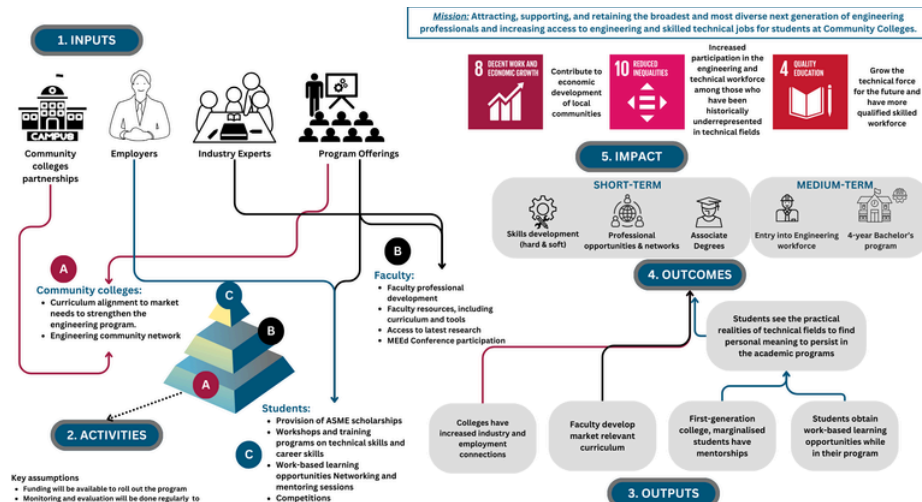 Mission: Attracting, supporting, and retaining the broadest and most diverse next generation of engineering
professionals and increasing access to engineering and skilled technical jobs for students at Community Colleges.
1. INPUTS
CAMPUS
Community
colleges
partnerships
Employers
Industry Experts
Program Offerings
8 DECENT WORK AND
ECONOMIC GROWTH
Contribute to
economic
development
of local
communities
10 REDUCED
INEQUALITIES
Increased
participation in the
engineering and
technical workforce
among those who
have been
historically
underrepresented
in technical fields
4 QUALITY
EDUCATION
Grow the
technical force
for the future and
have more
qualified skilled
workforce
5. IMPACT
SHORT-TERM
Skills development
(hard & soft)
Professional
opportunities & networks
Associate
Degrees
MEDIUM-TERM
Entry into Engineering
workforce
4-year Bachelor's
program
4. OUTCOMES
A
Community colleges:
• Curriculum alignment to market
needs to strengthen the
engineering program.
• Engineering community network
C
B
A
B
Faculty:
• Faculty professional
development
• Faculty resources, including
curriculum and tools
• Access to latest research
• MEEd Conference participation
Students see the practical
realities of technical fields to find
personal meaning to persist in
the academic programs
2. ACTIVITIES
C
Students:
• Provision of ASME scholarships
• Workshops and training
programs on technical skills and
career skills
• Work-based learning
opportunities Networking and
mentoring sessions
• Competitions
Colleges have
increased industry and
employment
connections
Faculty develop
market relevant
curriculum
First-generation
college, marginalised
students have
mentorships
Students obtain
work-based learning
opportunities while
in their program
3. OUTPUTS
Key assumptions
• Funding will be available to roll out the program
• Monitoring and evaluation will be done regularly to